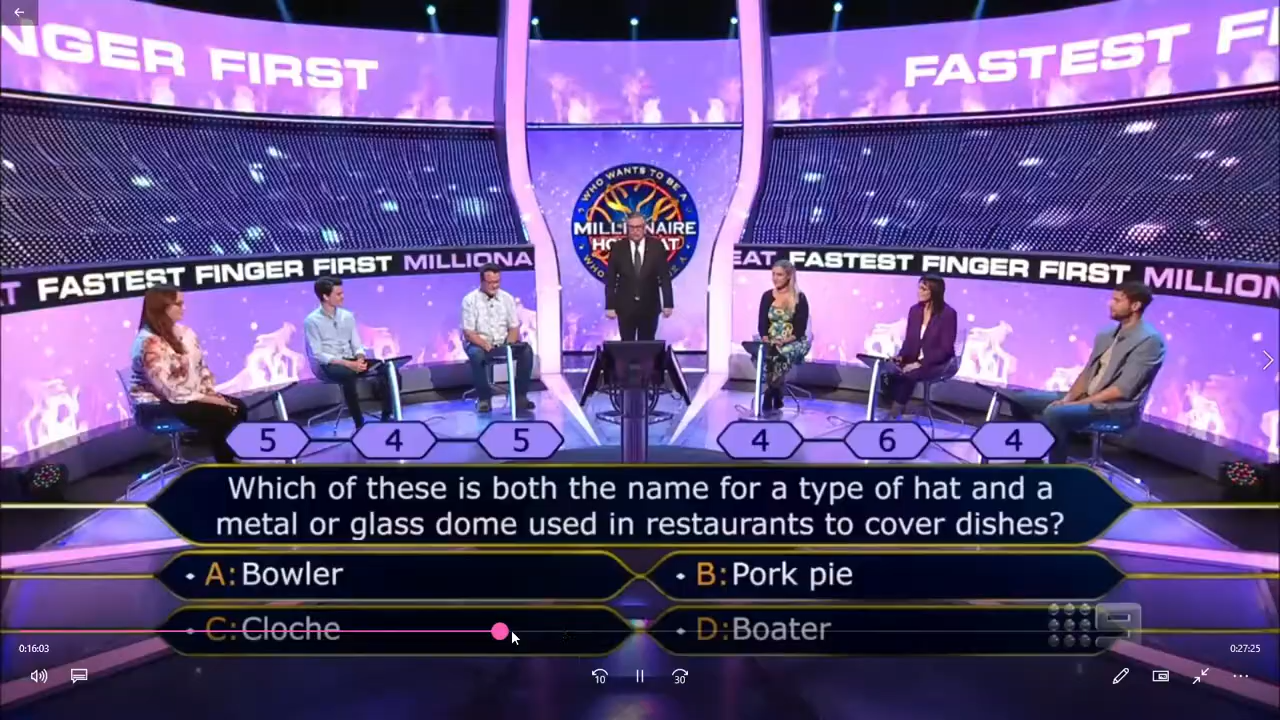 NGER FIRST
FASTEST FI
WHO WANTS TO BE A
MILLIONAIRE
HOT SEAT
T FASTEST FINGER FIRST MILLIONA
EAT FASTEST FINGER FIRST MILLION
5 4 5 4 6 4
Which of these is both the name for a type of hat and a
metal or glass dome used in restaurants to cover dishes?
A: Bowler
B: Pork pie
C: Cloche
D: Boater
0:16:03
0:27:25
10
30